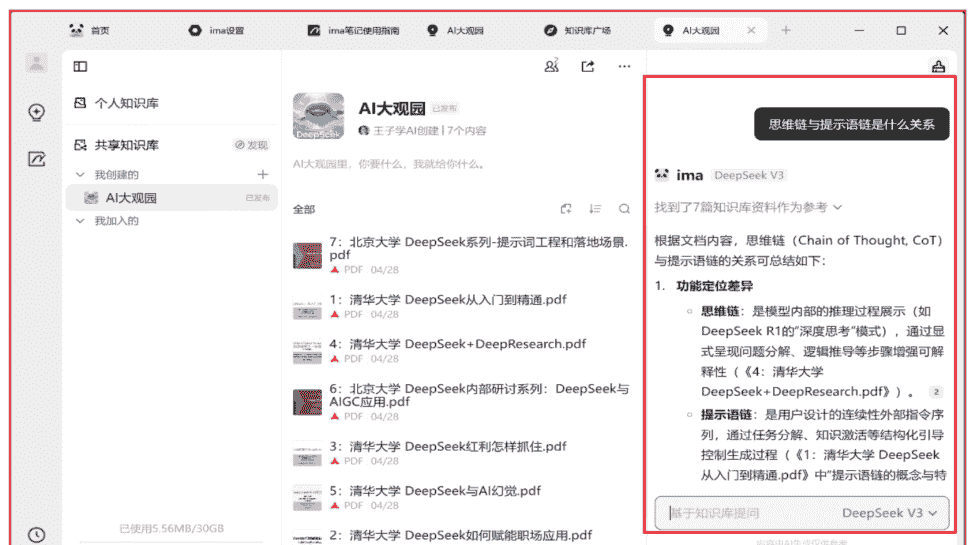 首页
ima设置
ima笔记使用指南
AI大观园
知识库广场
AI大观园
个人知识库
共享知识库
发现
我创建的
AI大观园
已发布
我加入的
已使用5.56MB/30GB
DeepSeek
AI大观园 已发布
王子学AI创建 | 7个内容
AI大观园里，你要什么，我就给你什么。
全部
7：北京大学 DeepSeek系列-提示词工程和落地场景.
pdf
PDF 04/28
1：清华大学 DeepSeek从入门到精通.pdf
PDF 04/28
4：清华大学 DeepSeek+DeepResearch.pdf
PDF 04/28
6：北京大学 DeepSeek内部研讨系列：DeepSeek与
AIGC应用.pdf
PDF 04/28
3：清华大学 DeepSeek红利怎样抓住.pdf
PDF 04/28
5：清华大学 DeepSeek与AI幻觉.pdf
PDF 04/28
2：清华大学 DeepSeek如何赋能职场应用.pdf
思维链与提示语链是什么关系
ima DeepSeek V3
找到了7篇知识库资料作为参考
根据文档内容，思维链（Chain of Thought, CoT）
与提示语链的关系可总结如下：
1. 功能定位差异
思维链：是模型内部的推理过程展示（如
DeepSeek R1的"深度思考"模式），通过显
式呈现问题分解、逻辑推导等步骤增强可解
释性（《4：清华大学
DeepSeek+DeepResearch.pdf》）。 2
提示语链：是用户设计的连续性外部指令序
列，通过任务分解、知识激活等结构化引导
控制生成过程（《1：清华大学 DeepSeek
从入门到精通.pdf》中"提示语链的概念与特
基于知识库提问
DeepSeek V3